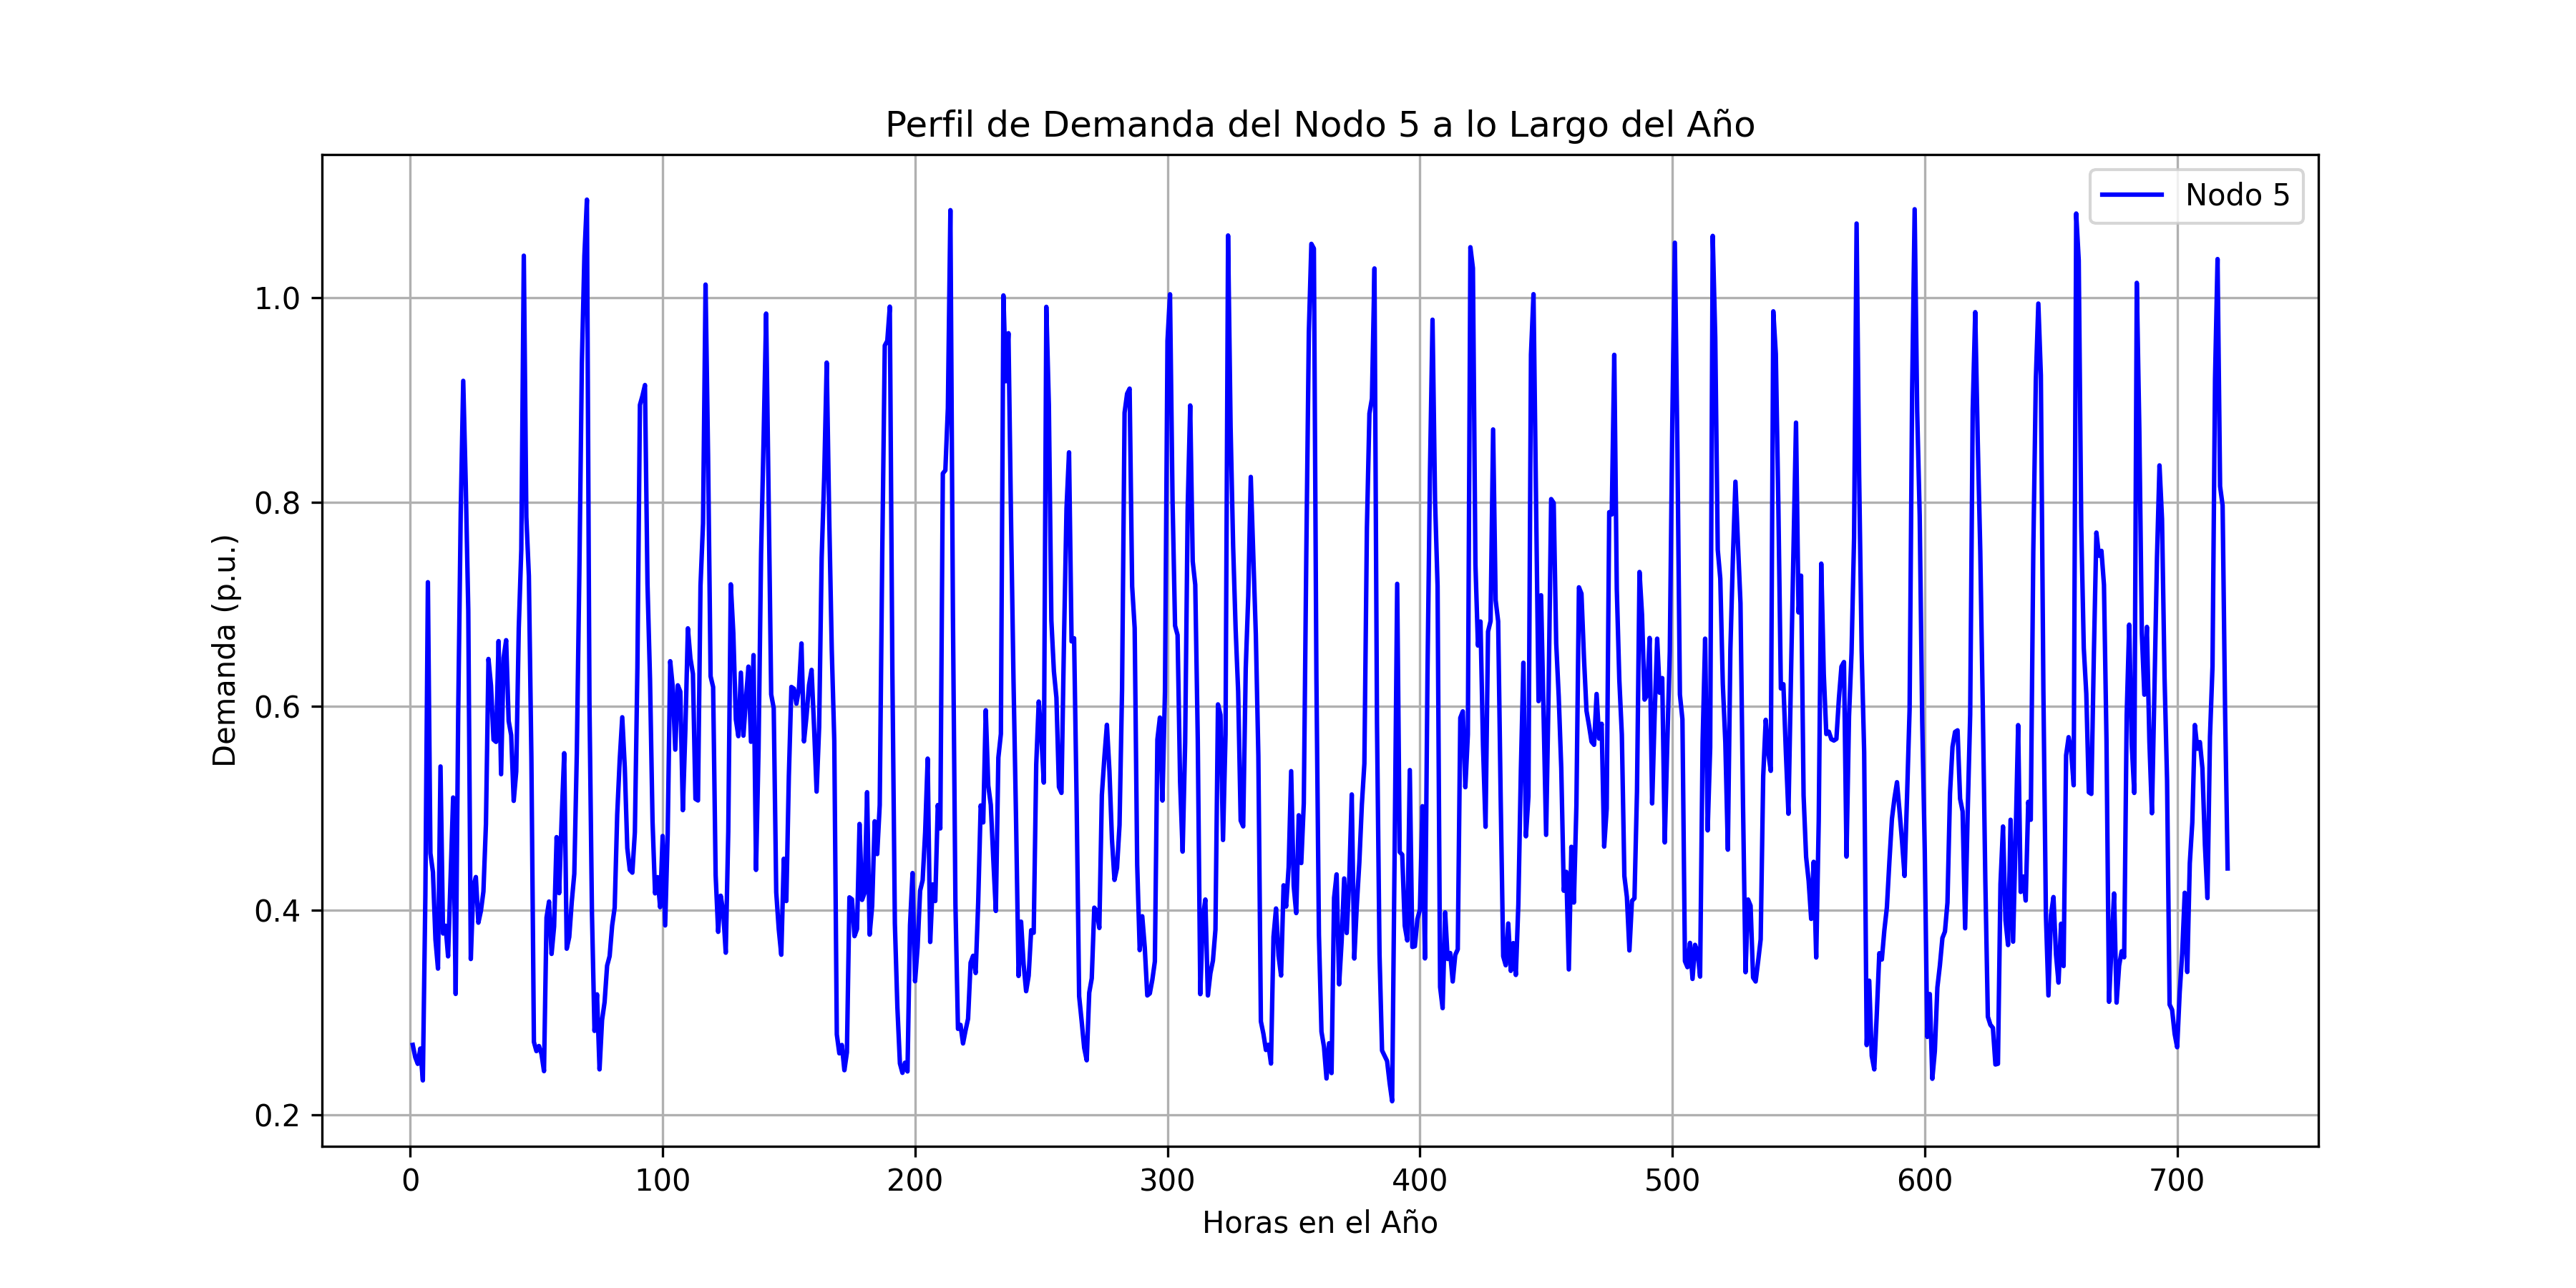 Perfil de Demanda del Nodo 5 a lo Largo del Año
Nodo 5
Demanda (p.u.)
1.0
0.8
0.6
0.4
0.2
0 100 200 300 400 500 600 700
Horas en el Año